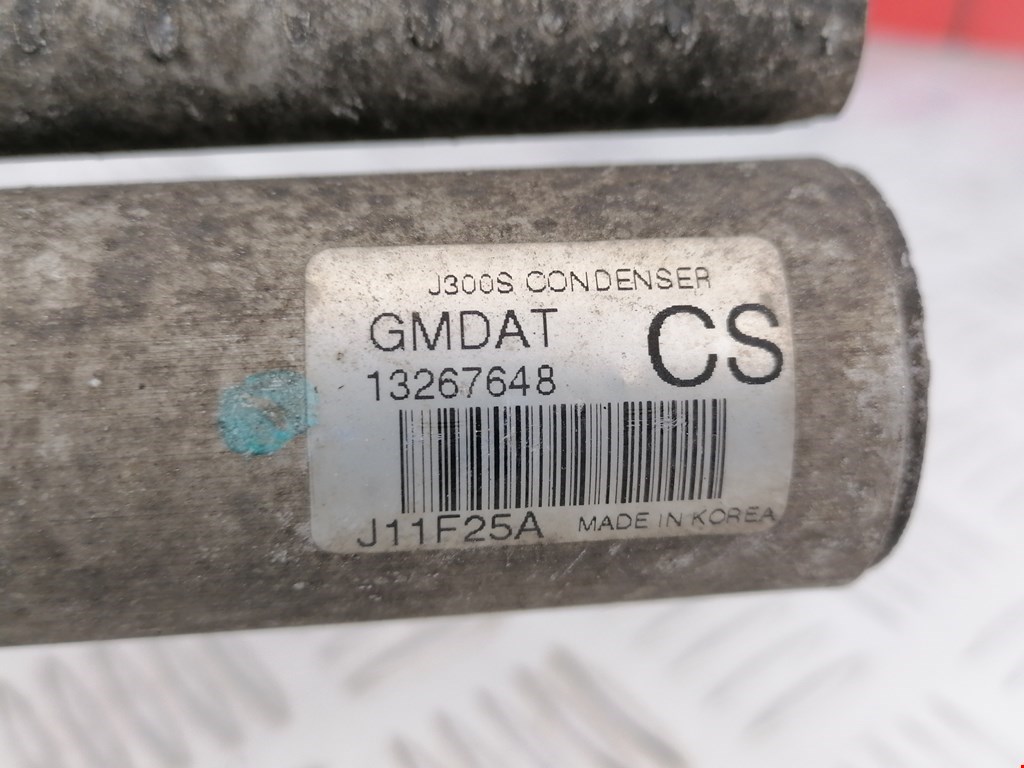 J300S CONDENSER
GMDAT CS
13267648
J11F25A MADE IN KOREA